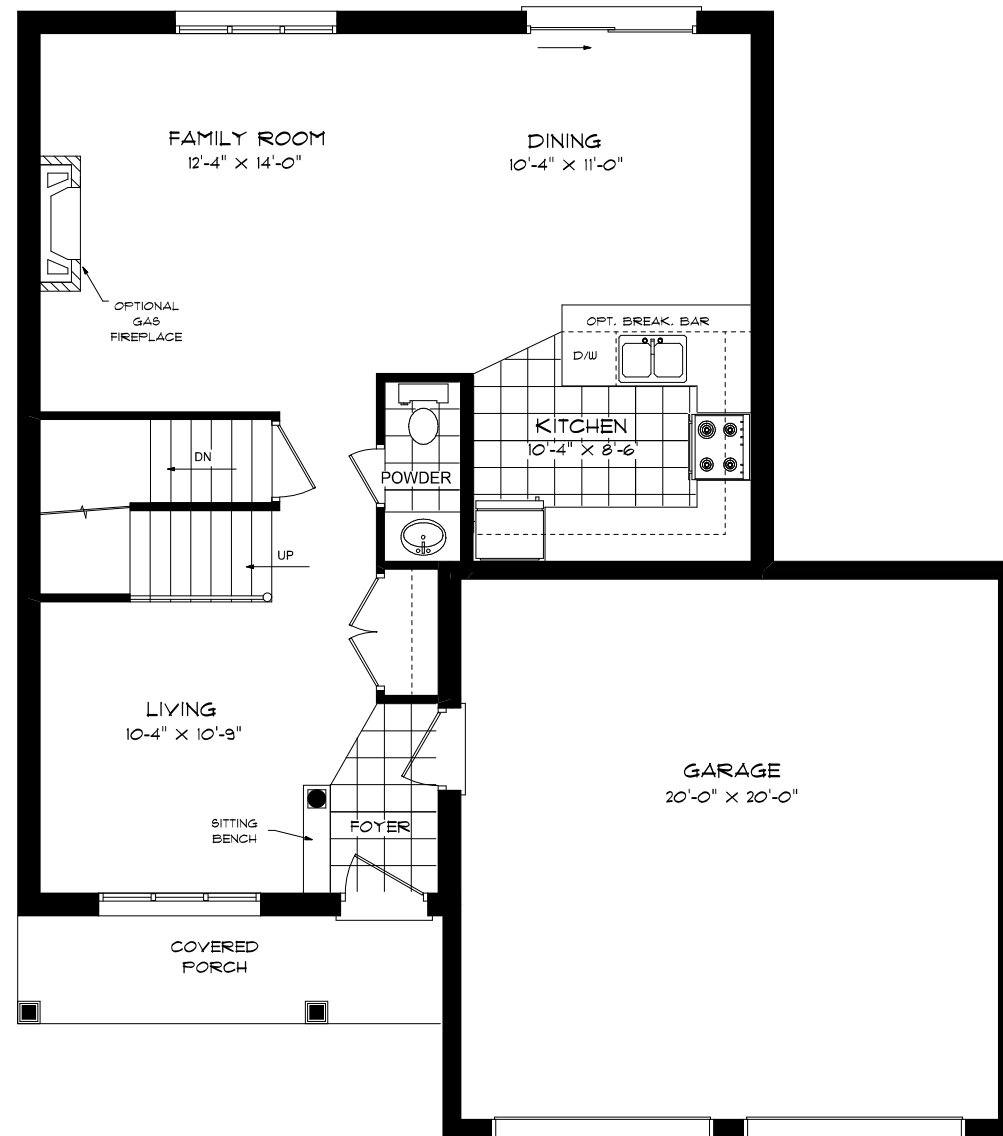 FAMILY ROOM
12'-4" X 14'-0"
DINING
10'-4" X 11'-0"
OPTIONAL
GAS
FIREPLACE
OPT. BREAK. BAR
D/W
KITCHEN
10'-4" X 8'-6
DN
POWDER
UP
LIVING
10-4" X 10'-9"
GARAGE
20'-0" X 20'-0"
SITTING
BENCH
FOYER
COVERED
PORCH